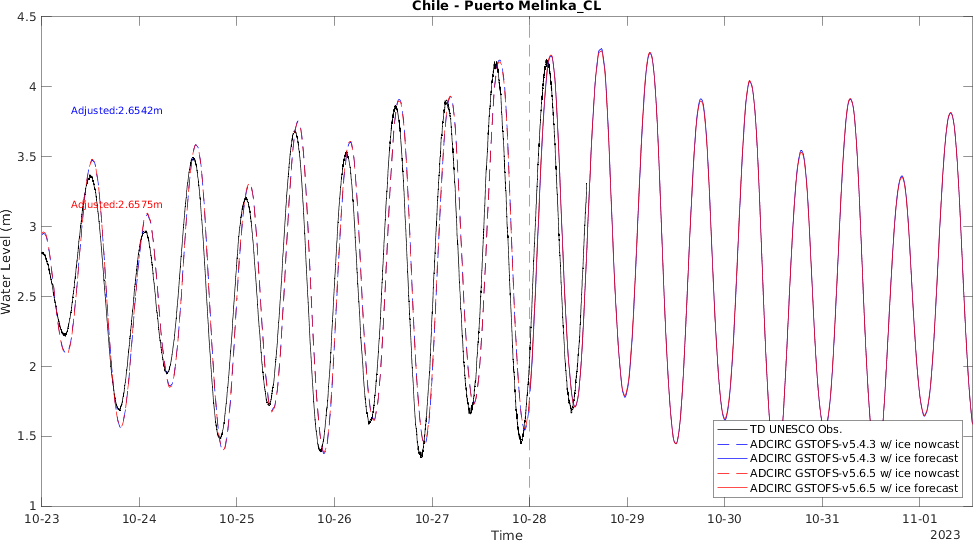 Chile - Puerto Melinka_CL
4.5
4
3.5
3
2.5
2
1.5
1
Water Level (m)
Adjusted:2.6542m
Adjusted:2.6575m
TD UNESCO Obs.
ADCIRC GSTOFS-v5.4.3 w/ ice nowcast
ADCIRC GSTOFS-v5.4.3 w/ ice forecast
ADCIRC GSTOFS-v5.6.5 w/ ice nowcast
ADCIRC GSTOFS-v5.6.5 w/ ice forecast
10-23 10-24 10-25 10-26 10-27 10-28 10-29 10-30 10-31 11-01
Time
2023